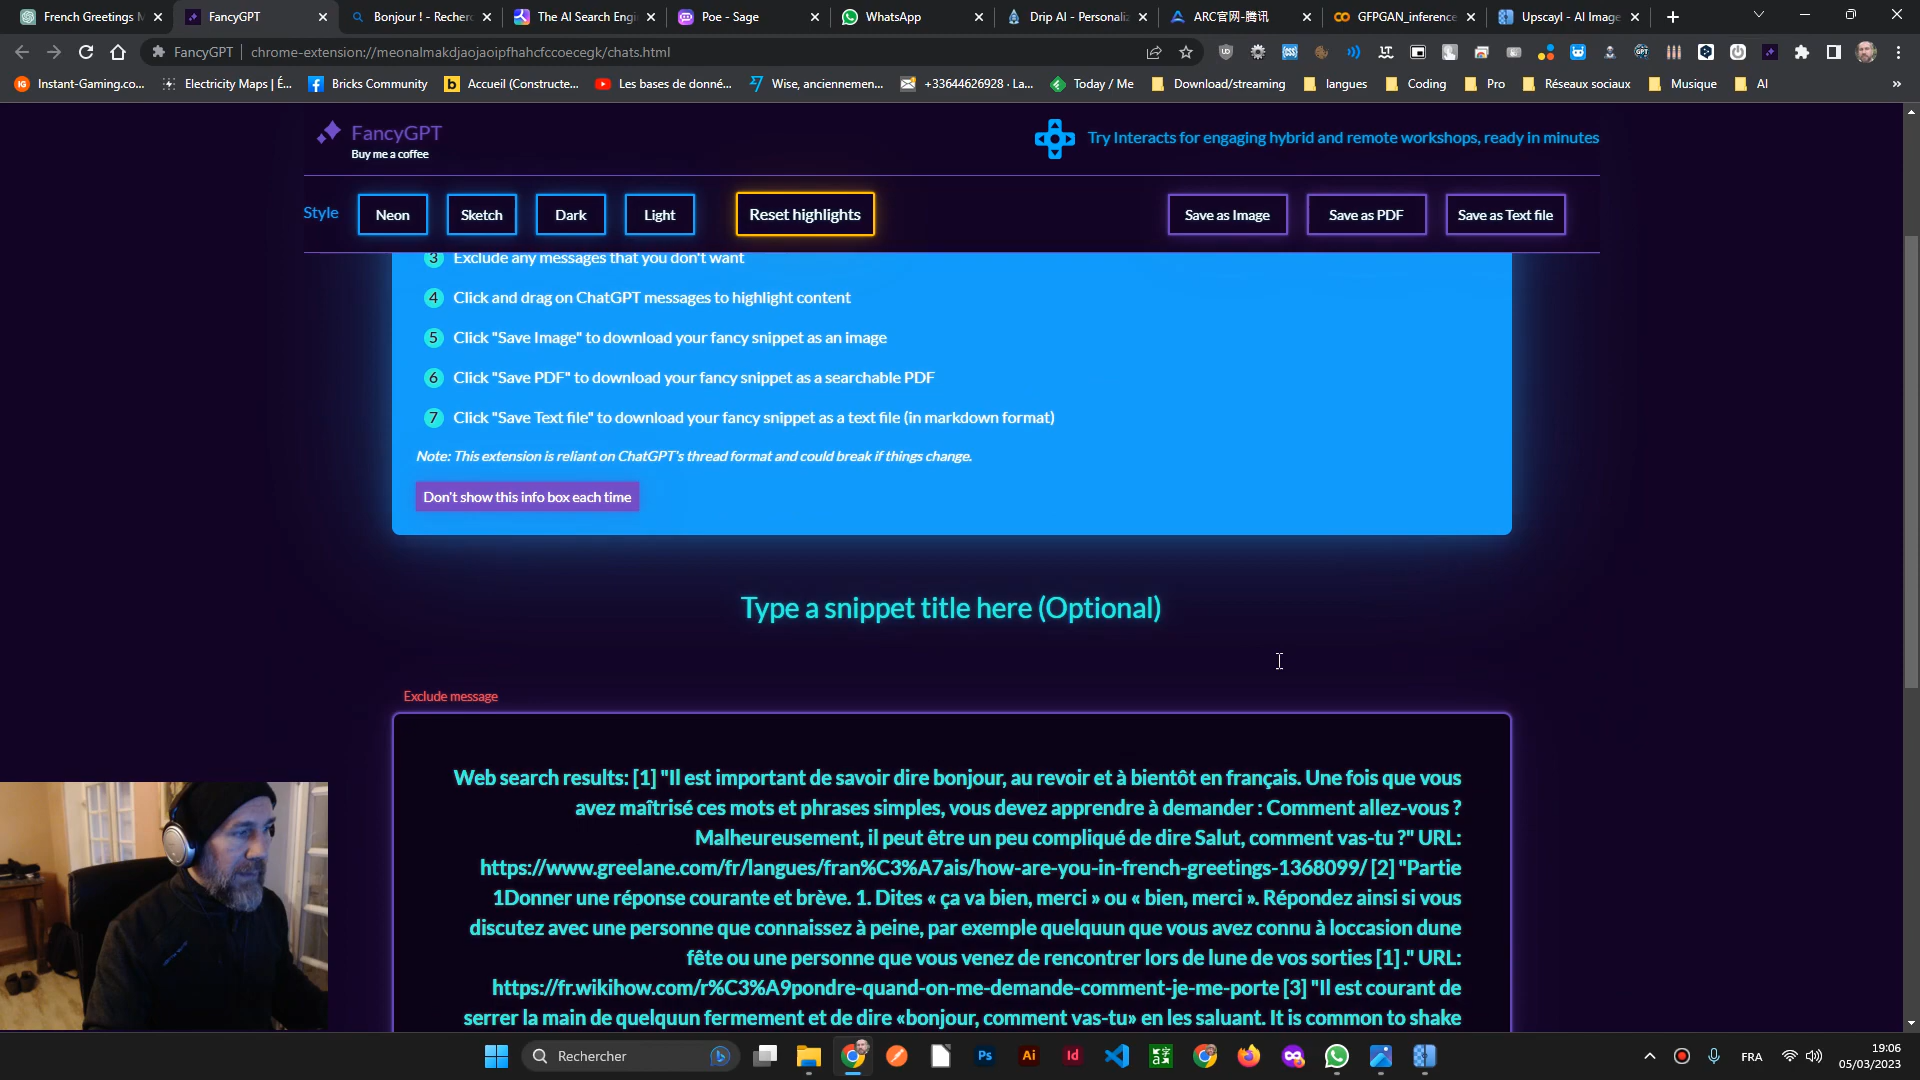 French Greetings M
FancyGPT
Bonjour ! - Recherc
The AI Search Engi
Poe - Sage
WhatsApp
Drip AI - Personaliz
ARC官网-腾讯
GFPGAN_inference
Upscayl - AI Image
FancyGPT
chrome-extension://meonalmakdjaojaoipfhahcfccoecegk/chats.html
Instant-Gaming.co...
Electricity Maps | É...
Bricks Community
Accueil (Constructe...
Les bases de donné...
Wise, anciennemen...
+33644626928 · La...
Today / Me
Download/streaming
langues
Coding
Pro
Réseaux sociaux
Musique
AI
»
FancyGPT
Buy me a coffee
Try Interacts for engaging hybrid and remote workshops, ready in minutes
Style
Neon
Sketch
Dark
Light
Reset highlights
Save as Image
Save as PDF
Save as Text file
3 Exclude any messages that you don't want
4 Click and drag on ChatGPT messages to highlight content
5 Click "Save Image" to download your fancy snippet as an image
6 Click "Save PDF" to download your fancy snippet as a searchable PDF
7 Click "Save Text file" to download your fancy snippet as a text file (in markdown format)
Note: This extension is reliant on ChatGPT's thread format and could break if things change.
Don't show this info box each time
Type a snippet title here (Optional)
Exclude message
Web search results: [1] "Il est important de savoir dire bonjour, au revoir et à bientôt en français. Une fois que vous
avez maîtrisé ces mots et phrases simples, vous devez apprendre à demander : Comment allez-vous ?
Malheureusement, il peut être un peu compliqué de dire Salut, comment vas-tu ?" URL:
https://www.greelane.com/fr/langues/fran%C3%A7ais/how-are-you-in-french-greetings-1368099/ [2] "Partie
1Donner une réponse courante et brève. 1. Dites « ça va bien, merci » ou « bien, merci ». Répondez ainsi si vous
discutez avec une personne que connaissez à peine, par exemple quelquun que vous avez connu à loccasion dune
fête ou une personne que vous venez de rencontrer lors de lune de vos sorties [1] ." URL:
https://fr.wikihow.com/r%C3%A9pondre-quand-on-me-demande-comment-je-me-porte [3] "Il est courant de
serrer la main de quelquun fermement et de dire «bonjour, comment vas-tu» en les saluant. It is common to shake
Rechercher
Ps
Ai
Id
FRA
19:06
05/03/2023